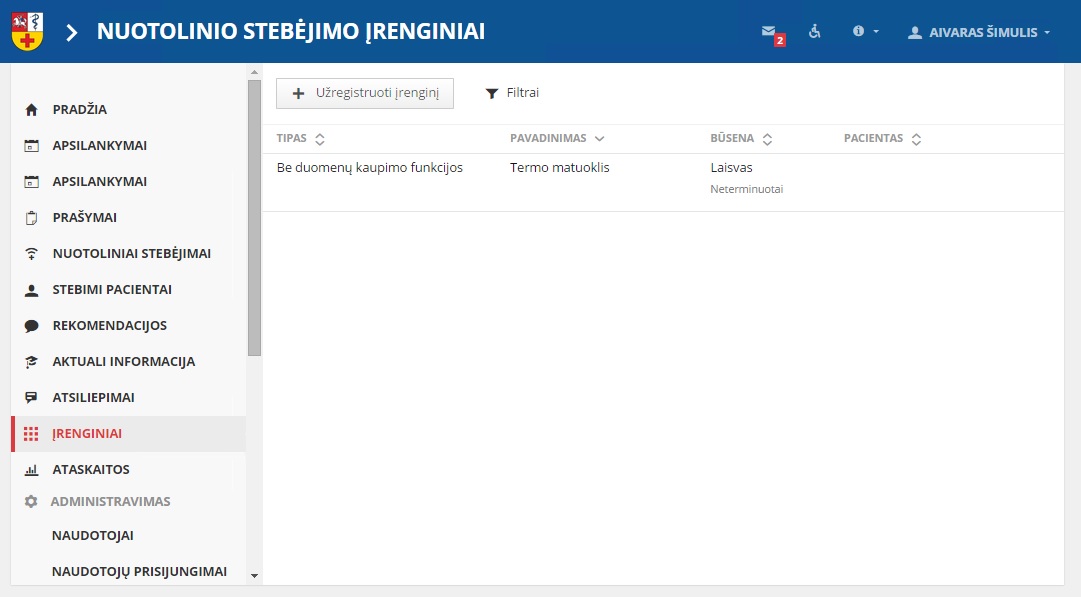 NUOTOLINIO STEBĖJIMO ĮRENGINIAI
2
AIVARAS ŠIMULIS
PRADŽIA
APSILANKYMAI
APSILANKYMAI
PRAŠYMAI
NUOTOLINIAI STEBĖJIMAI
STEBIMI PACIENTAI
REKOMENDACIJOS
AKTUALI INFORMACIJA
ATSILIEPIMAI
ĮRENGINIAI
ATASKAITOS
ADMINISTRAVIMAS
NAUDOTOJAI
NAUDOTOJŲ PRISIJUNGIMAI
Užregistruoti įrenginį Filtrai
TIPAS PAVADINIMAS BŪSENA PACIENTAS
Be duomenų kaupimo funkcijos Termo matuoklis Laisvas
Neterminuotai